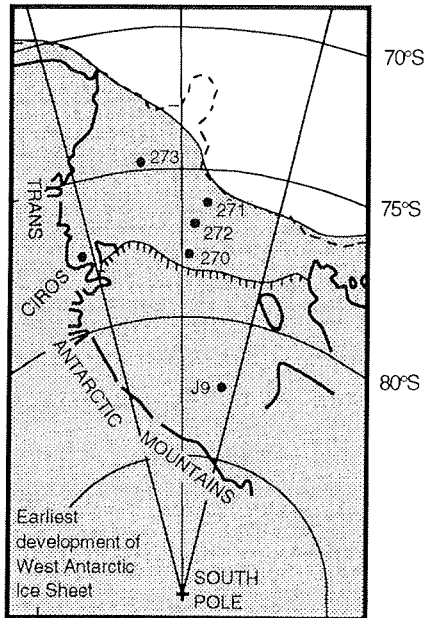 70°S
273
TRANS
271
75°S
272
270
CIROS
80°S
J9
ANTARCTIC
MOUNTAINS
Earliest
development of
West Antarctic
Ice Sheet
SOUTH
POLE